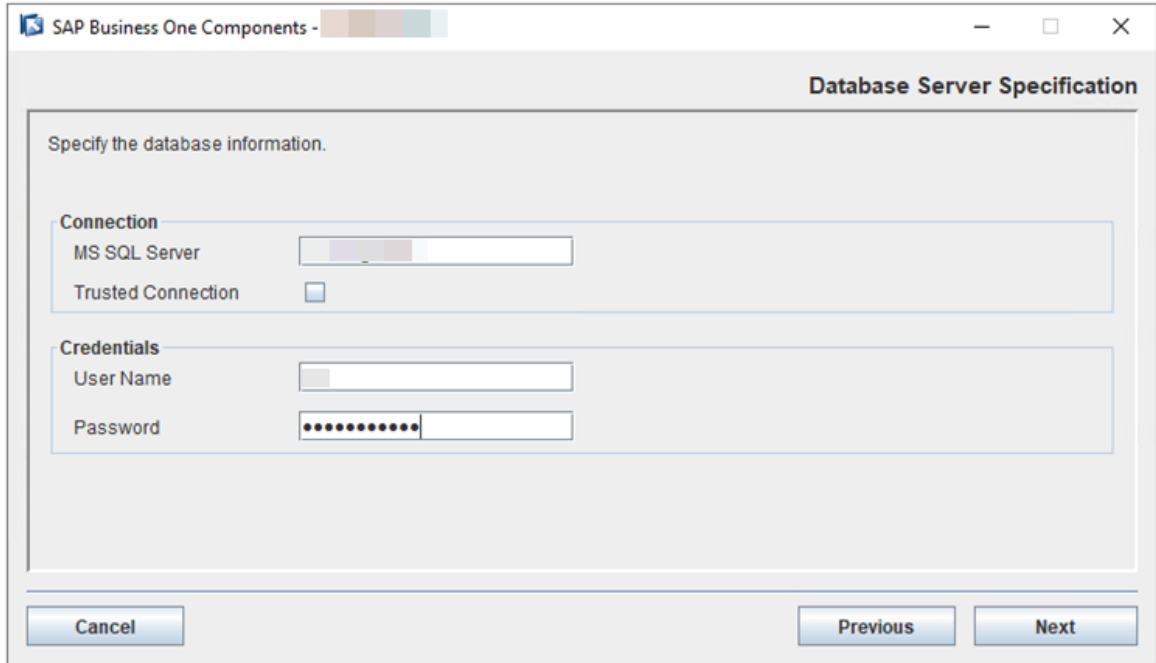 SAP Business One Components -
Database Server Specification
Specify the database information.
Connection
MS SQL Server
Trusted Connection
Credentials
User Name
Password
Cancel
Previous
Next